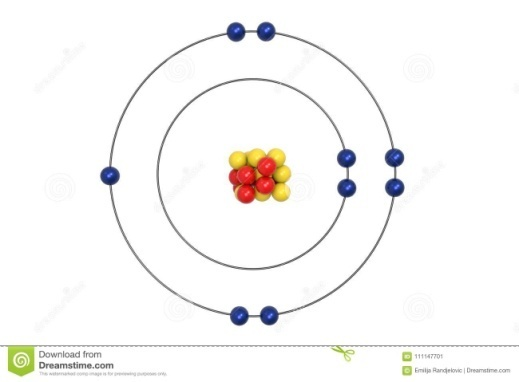 Download from
Dreamstime.com
This watermarked comp image is for previewing purposes only.
111147701
Emilija Randjelovic | Dreamstime.com